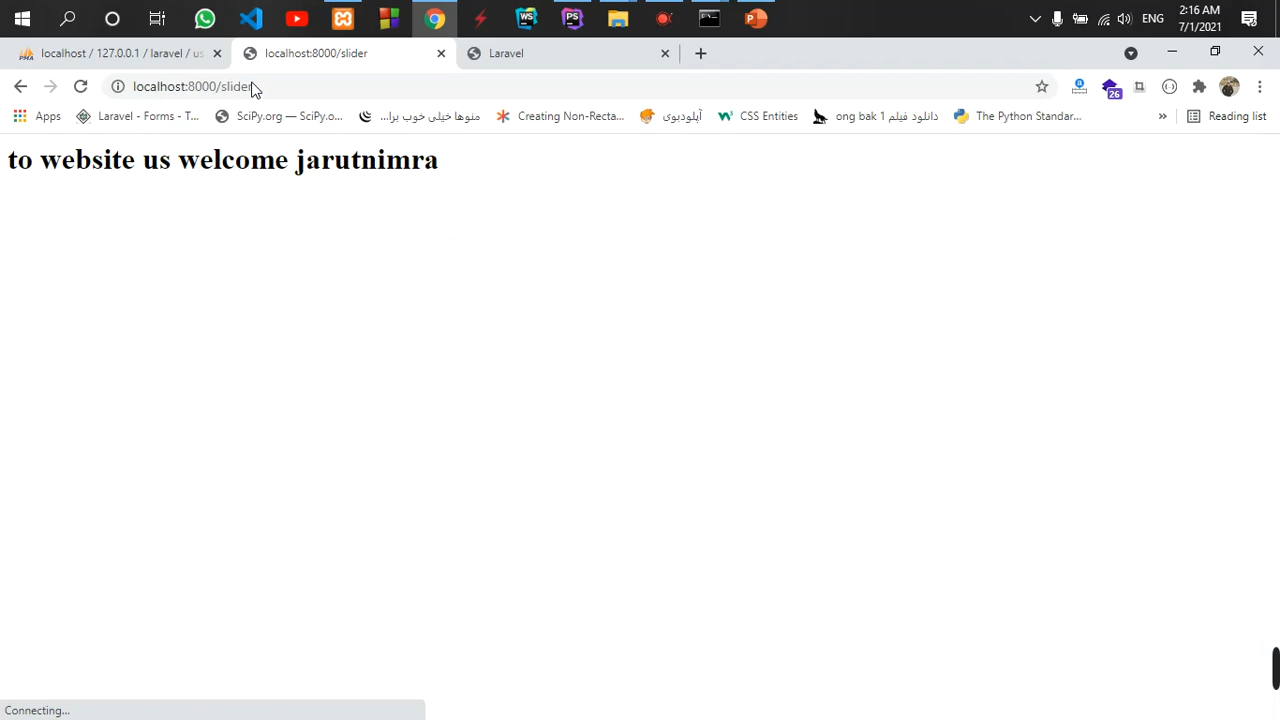 ENG
2:16 AM
7/1/2021
localhost / 127.0.0.1 / laravel / us
localhost:8000/slider
Laravel
localhost:8000/slider
Apps
Laravel - Forms - T...
SciPy.org — SciPy.o...
منوها خیلی خوب برا...
Creating Non-Recta...
آپلودبوی
CSS Entities
دانلود فیلم ong bak 1
The Python Standar...
»
Reading list
26
to website us welcome jarutnimra
Connecting...